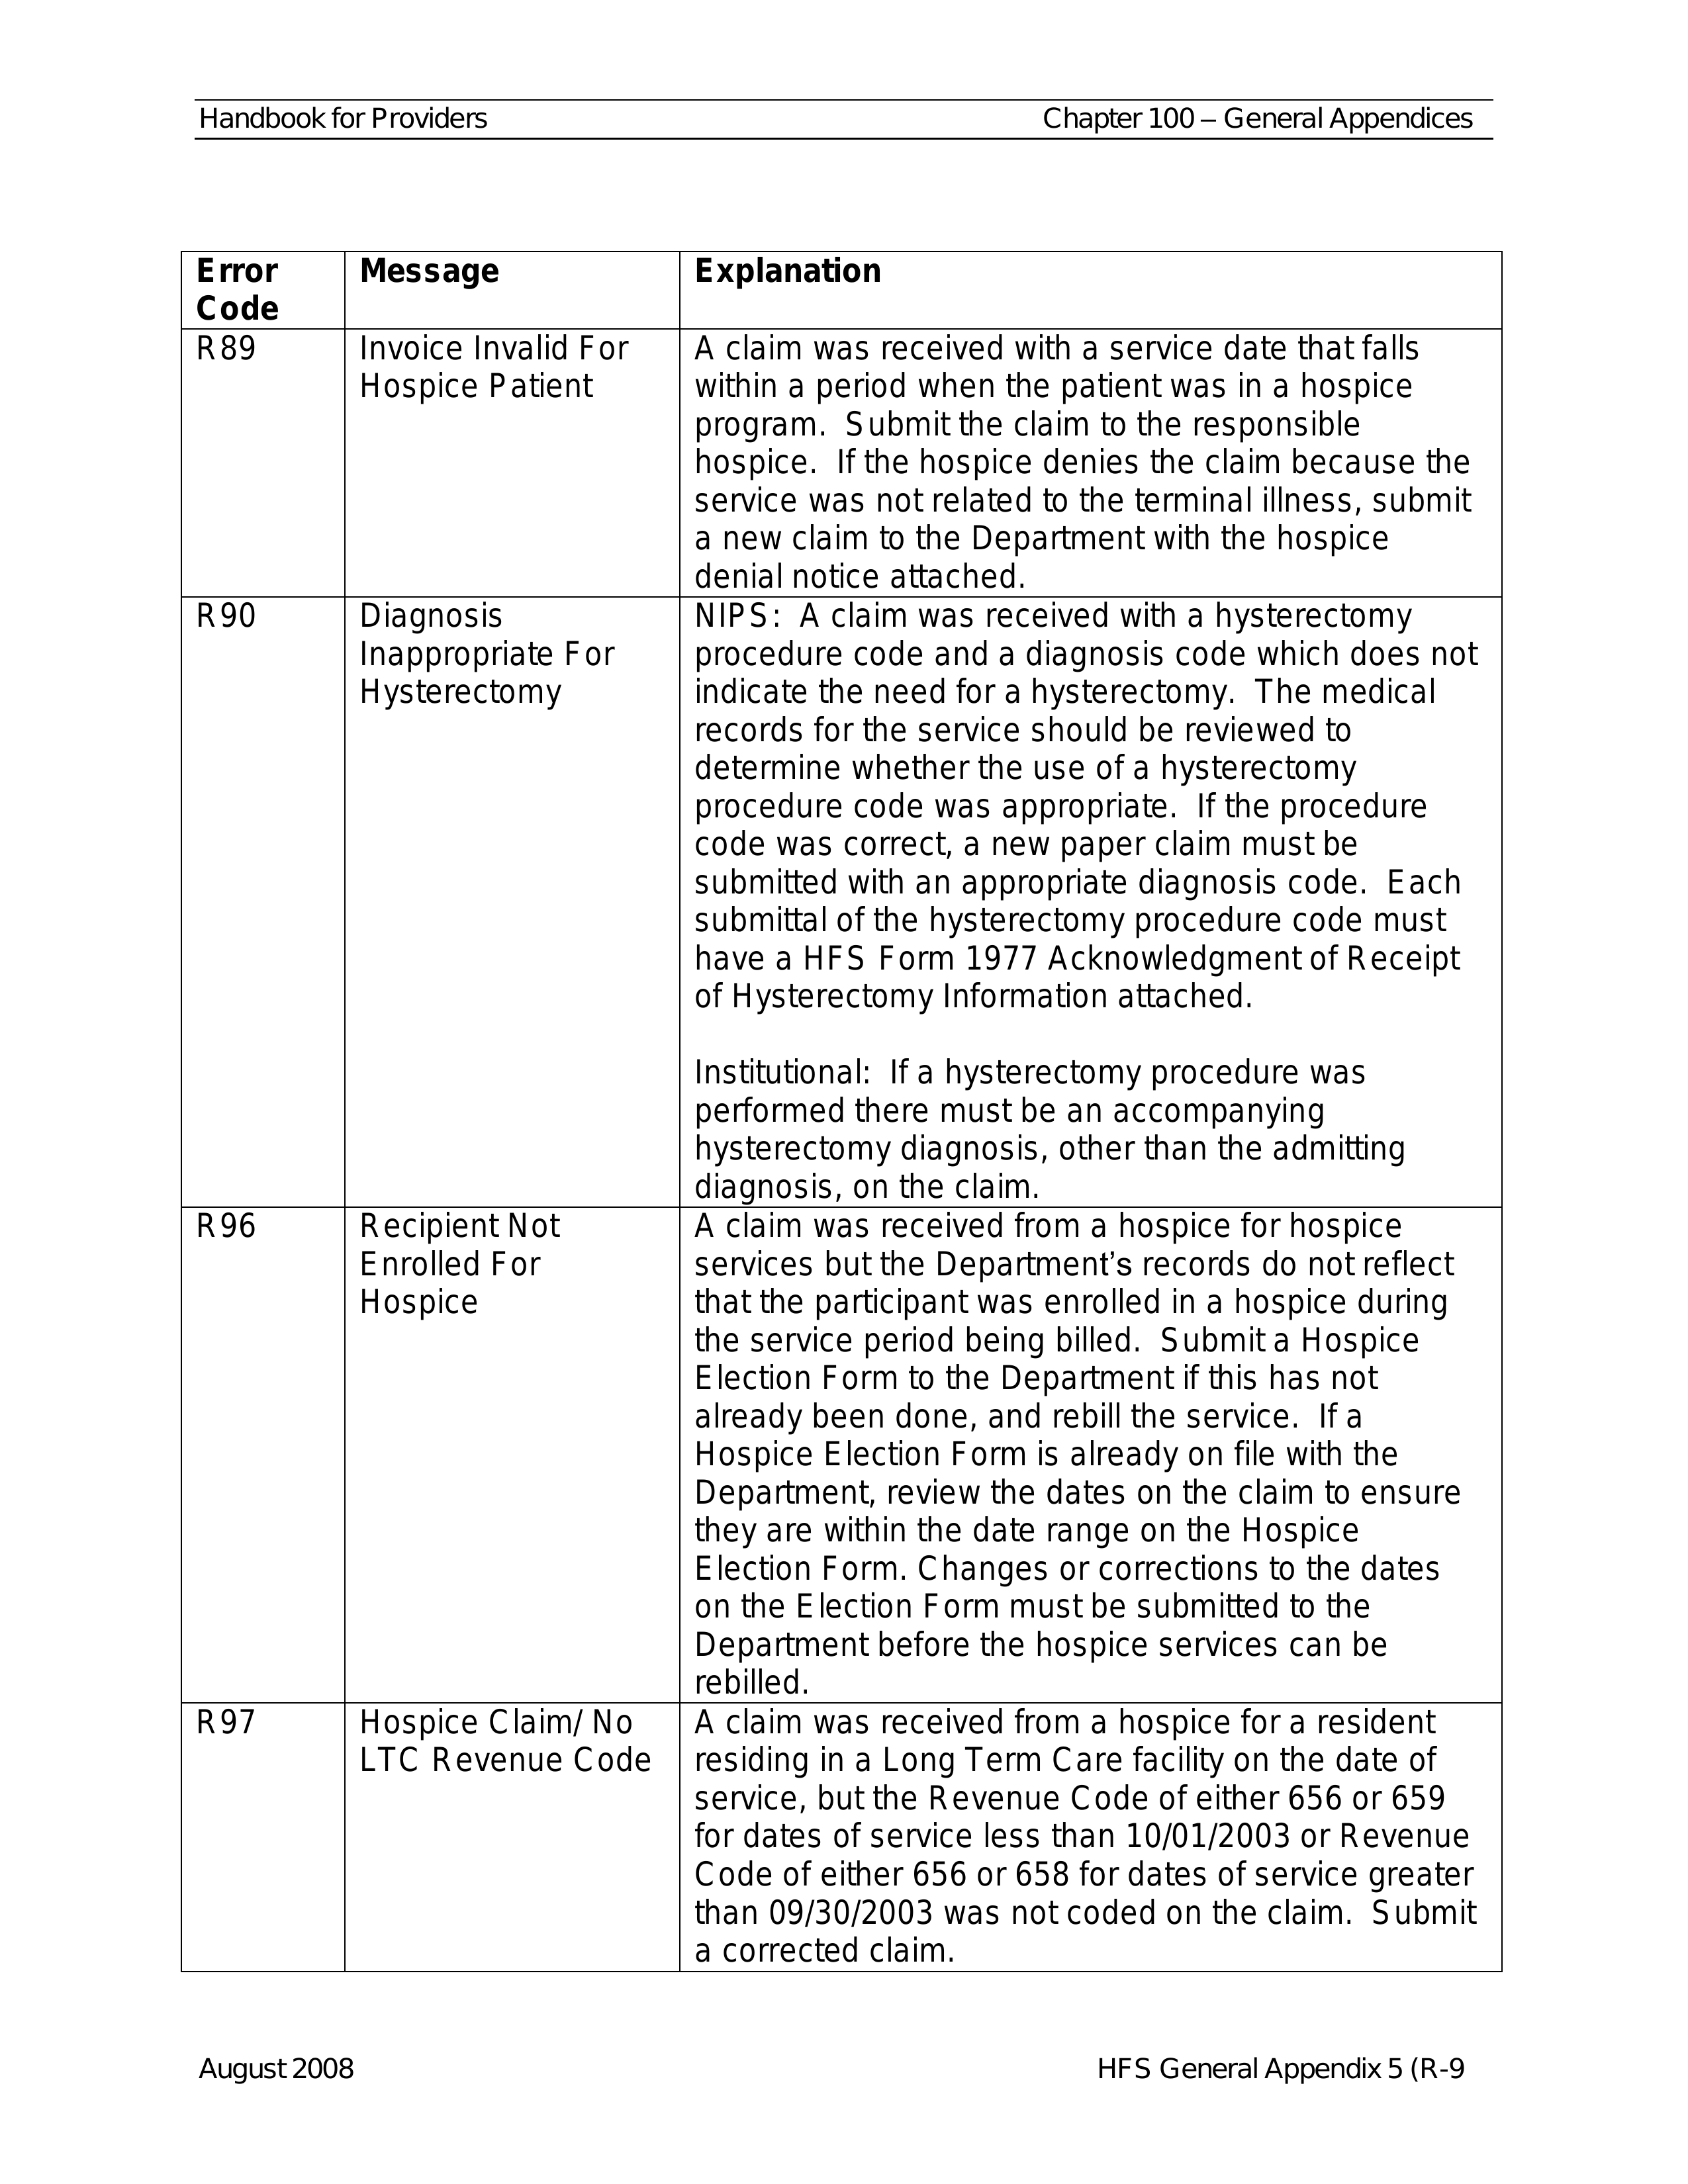 Handbook for Providers Chapter 100 – General Appendices
Error Code Message Explanation
R89
Invoice Invalid For
Hospice Patient
A claim was received with a service date that falls
within a period when the patient was in a hospice
program.  Submit the claim to the responsible
hospice.  If the hospice denies the claim because the
service was not related to the terminal illness, submit
a new claim to the Department with the hospice
denial notice attached.
R90
Diagnosis
Inappropriate For
Hysterectomy
NIPS:  A claim was received with a hysterectomy
procedure code and a diagnosis code which does not
indicate the need for a hysterectomy.  The medical
records for the service should be reviewed to
determine whether the use of a hysterectomy
procedure code was appropriate.  If the procedure
code was correct, a new paper claim must be
submitted with an appropriate diagnosis code.  Each
submittal of the hysterectomy procedure code must
have a HFS Form 1977 Acknowledgment of Receipt
of Hysterectomy Information attached.
Institutional:  If a hysterectomy procedure was
performed there must be an accompanying
hysterectomy diagnosis, other than the admitting
diagnosis, on the claim.
R96
Recipient Not
Enrolled For
Hospice
A claim was received from a hospice for hospice
services but the Department's records do not reflect
that the participant was enrolled in a hospice during
the service period being billed.  Submit a Hospice
Election Form to the Department if this has not
already been done, and rebill the service.  If a
Hospice Election Form is already on file with the
Department, review the dates on the claim to ensure
they are within the date range on the Hospice
Election Form. Changes or corrections to the dates
on the Election Form must be submitted to the
Department before the hospice services can be
rebilled.
R97
Hospice Claim/ No
LTC Revenue Code
A claim was received from a hospice for a resident
residing in a Long Term Care facility on the date of
service, but the Revenue Code of either 656 or 659
for dates of service less than 10/01/2003 or Revenue
Code of either 656 or 658 for dates of service greater
than 09/30/2003 was not coded on the claim.  Submit
a corrected claim.
August 2008 HFS General Appendix 5 (R-9